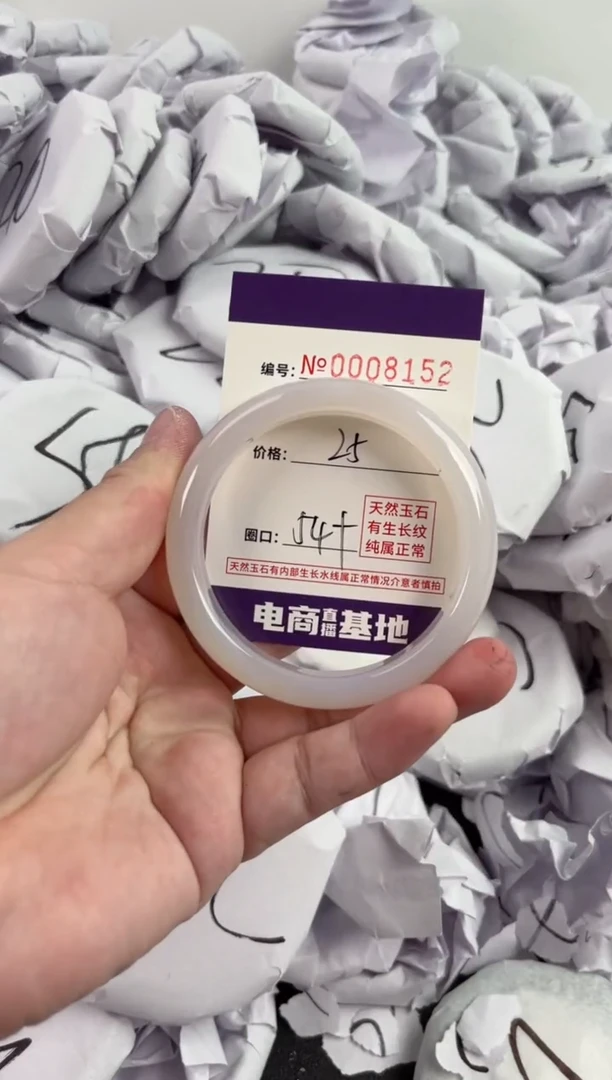 编号：№0008152
价格：25
圈口：54+
天然玉石
有生长纹
纯属正常
天然玉石有内部生长水线属正常情况介意者慎拍
电商直播基地